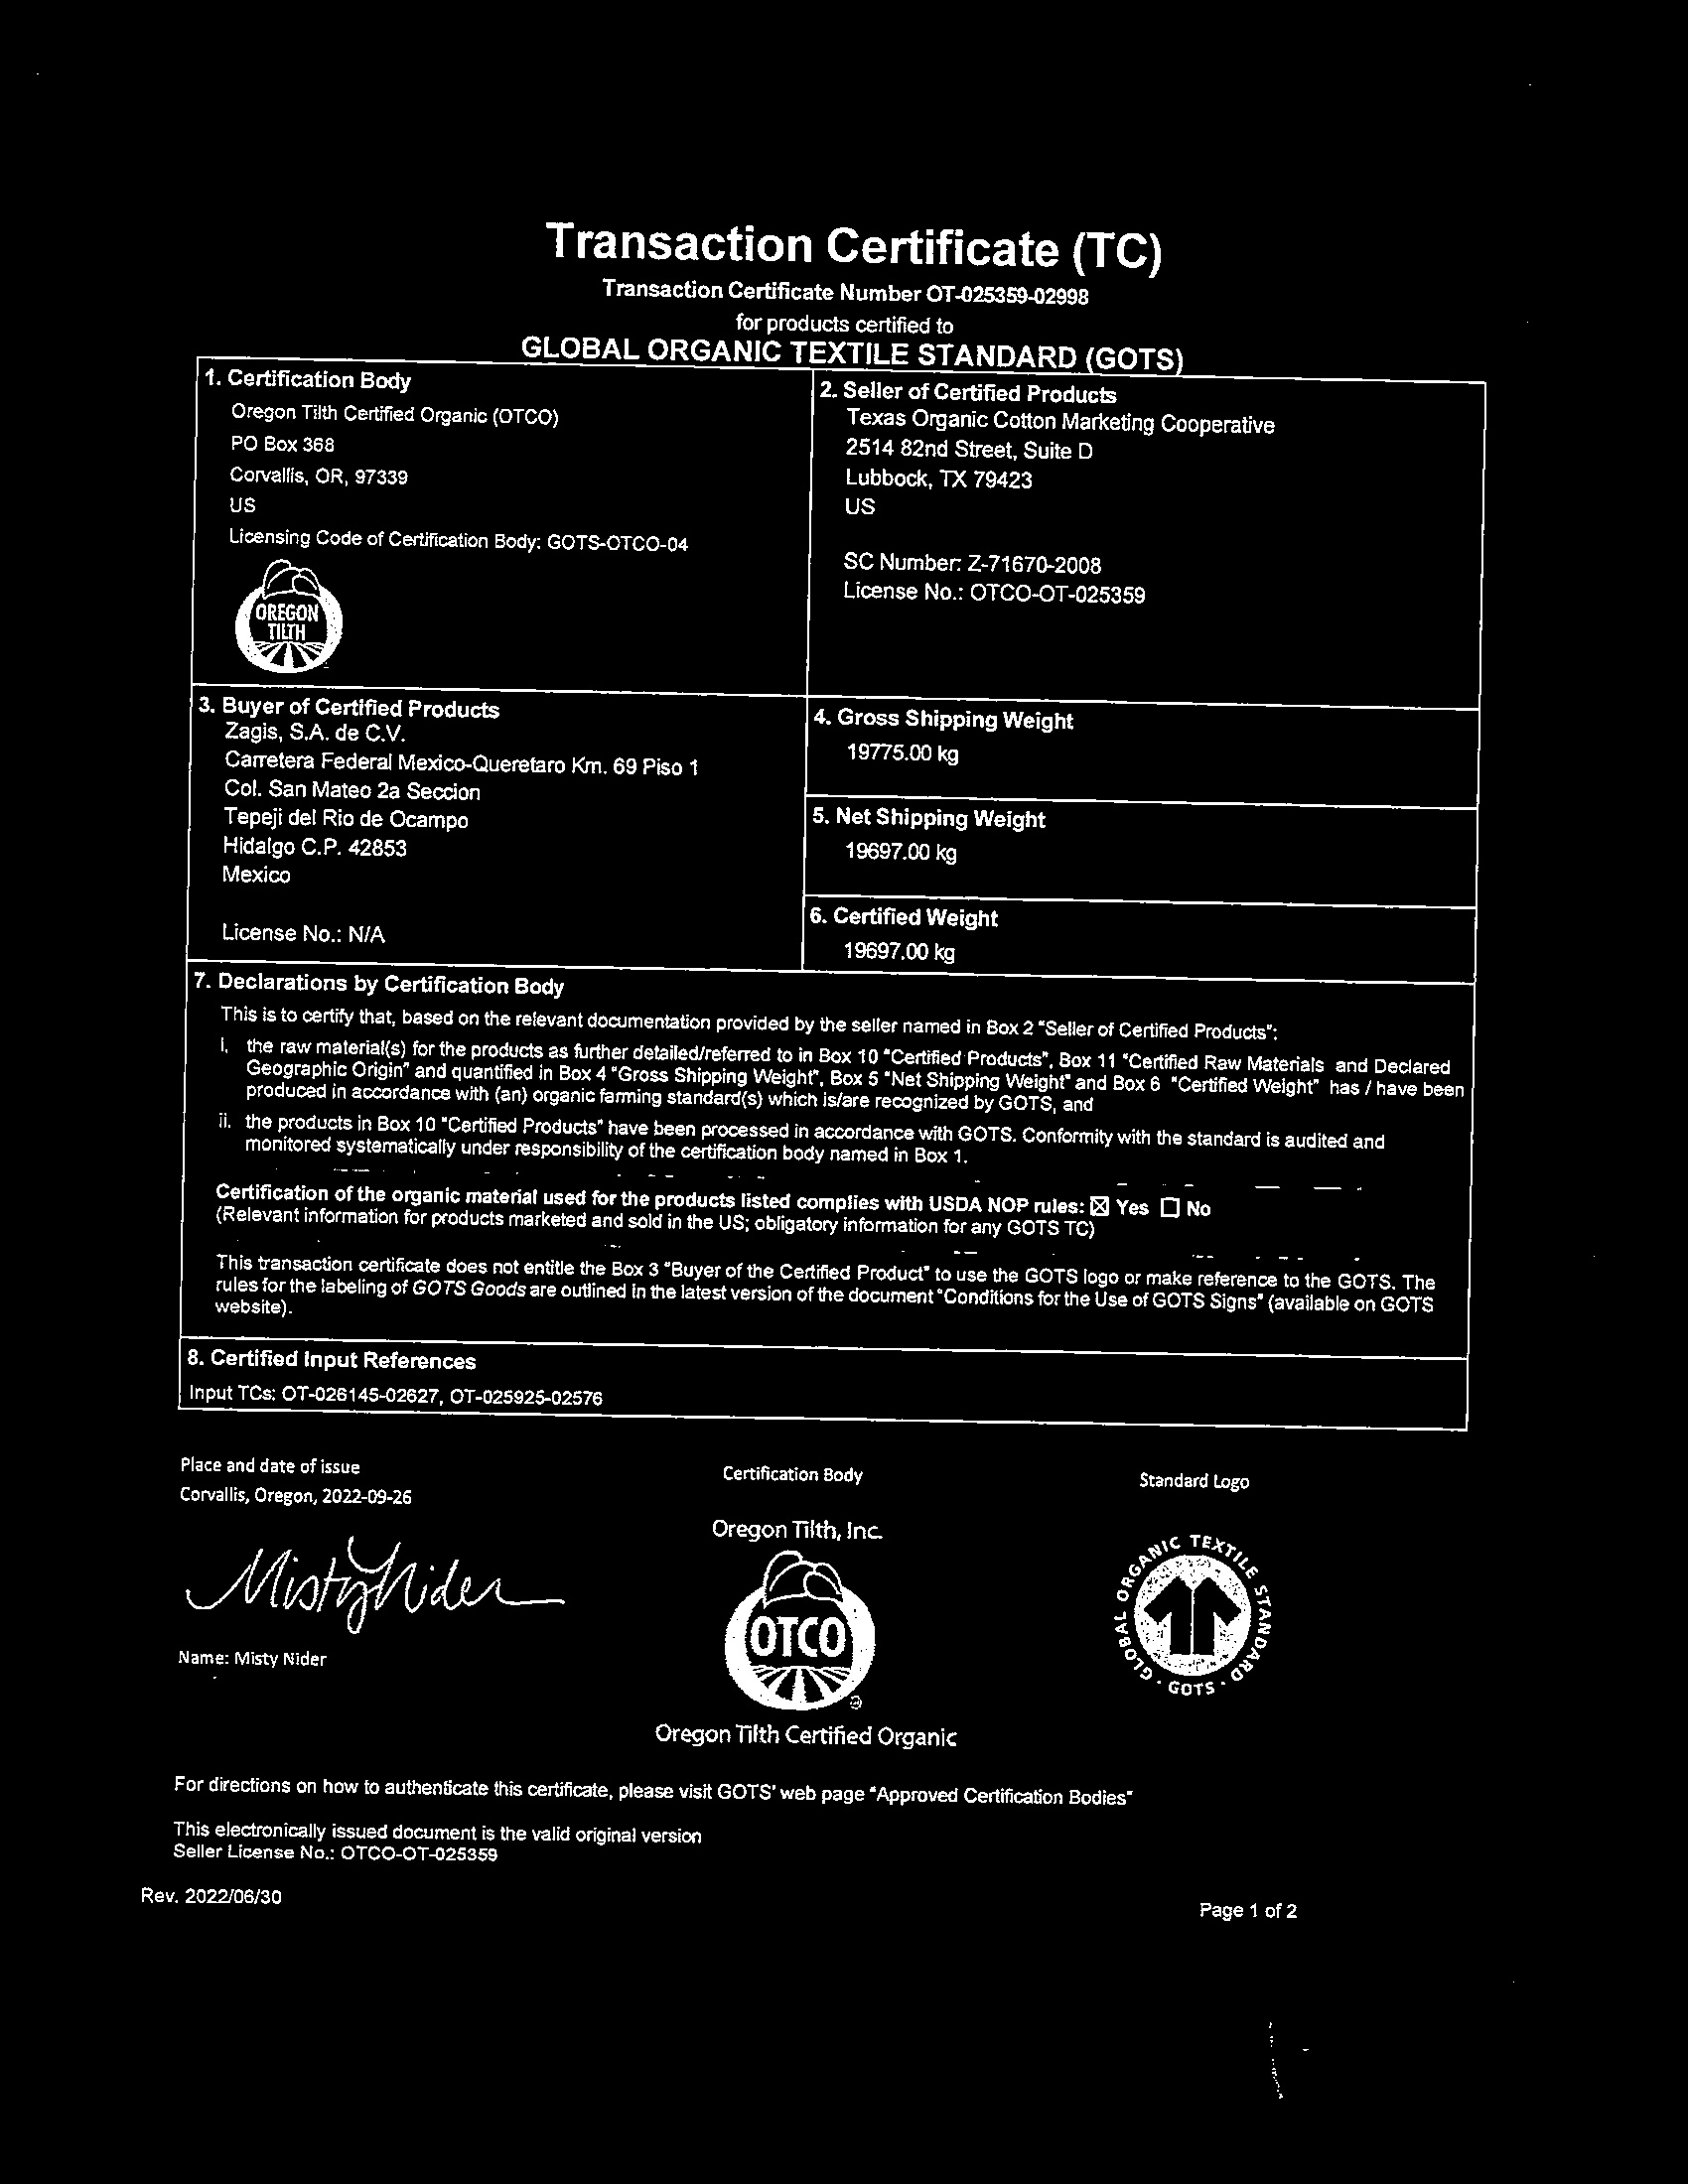 Transaction Certificate (TC)
Transaction Certificate Number OT-025359-02998
for products certified to
GLOBAL ORGANIC TEXTILE STANDARD (GOTS)
1. Certification Body
Oregon Tilth Certified Organic (OTCO)
PO Box 368
Corvallis, OR, 97339
US
Licensing Code of Certification Body: GOTS-OTCO-04
OREGON
TILTH
2. Seller of Certified Products
Texas Organic Cotton Marketing Cooperative
2514 82nd Street, Suite D
Lubbock, TX 79423
US
SC Number: Z-71670-2008
License No.: OTCO-OT-025359
3. Buyer of Certified Products
Zagis, S.A. de C.V.
Carretera Federal Mexico-Queretaro Km. 69 Piso 1
Col. San Mateo 2a Seccion
Tepeji del Rio de Ocampo
Hidalgo C.P. 42853
Mexico
License No.: N/A
4. Gross Shipping Weight
19775.00 kg
5. Net Shipping Weight
19697.00 kg
6. Certified Weight
19697.00 kg
7. Declarations by Certification Body
This is to certify that, based on the relevant documentation provided by the seller named in Box 2 "Seller of Certified Products":
i. the raw material(s) for the products as further detailed/referred to in Box 10 "Certified Products", Box 11 "Certified Raw Materials and Declared
Geographic Origin" and quantified in Box 4 "Gross Shipping Weight", Box 5 "Net Shipping Weight" and Box 6 "Certified Weight" has / have been
produced in accordance with (an) organic farming standard(s) which is/are recognized by GOTS, and
ii. the products in Box 10 "Certified Products" have been processed in accordance with GOTS. Conformity with the standard is audited and
monitored systematically under responsibility of the certification body named in Box 1.
Certification of the organic material used for the products listed complies with USDA NOP rules: ☒ Yes ☐ No
(Relevant information for products marketed and sold in the US; obligatory information for any GOTS TC)
This transaction certificate does not entitle the Box 3 "Buyer of the Certified Product" to use the GOTS logo or make reference to the GOTS. The
rules for the labeling of GOTS Goods are outlined in the latest version of the document "Conditions for the Use of GOTS Signs" (available on GOTS
website).
8. Certified Input References
Input TCs: OT-026145-02627, OT-025925-02576
Place and date of issue
Corvallis, Oregon, 2022-09-26
Misty Nider
Name: Misty Nider
Certification Body
Oregon Tilth, Inc.
OTCO
®
Oregon Tilth Certified Organic
Standard Logo
GLOBAL ORGANIC TEXTILE STANDARD · GOTS ·
For directions on how to authenticate this certificate, please visit GOTS' web page "Approved Certification Bodies"
This electronically issued document is the valid original version
Seller License No.: OTCO-OT-025359
Rev. 2022/06/30
Page 1 of 2